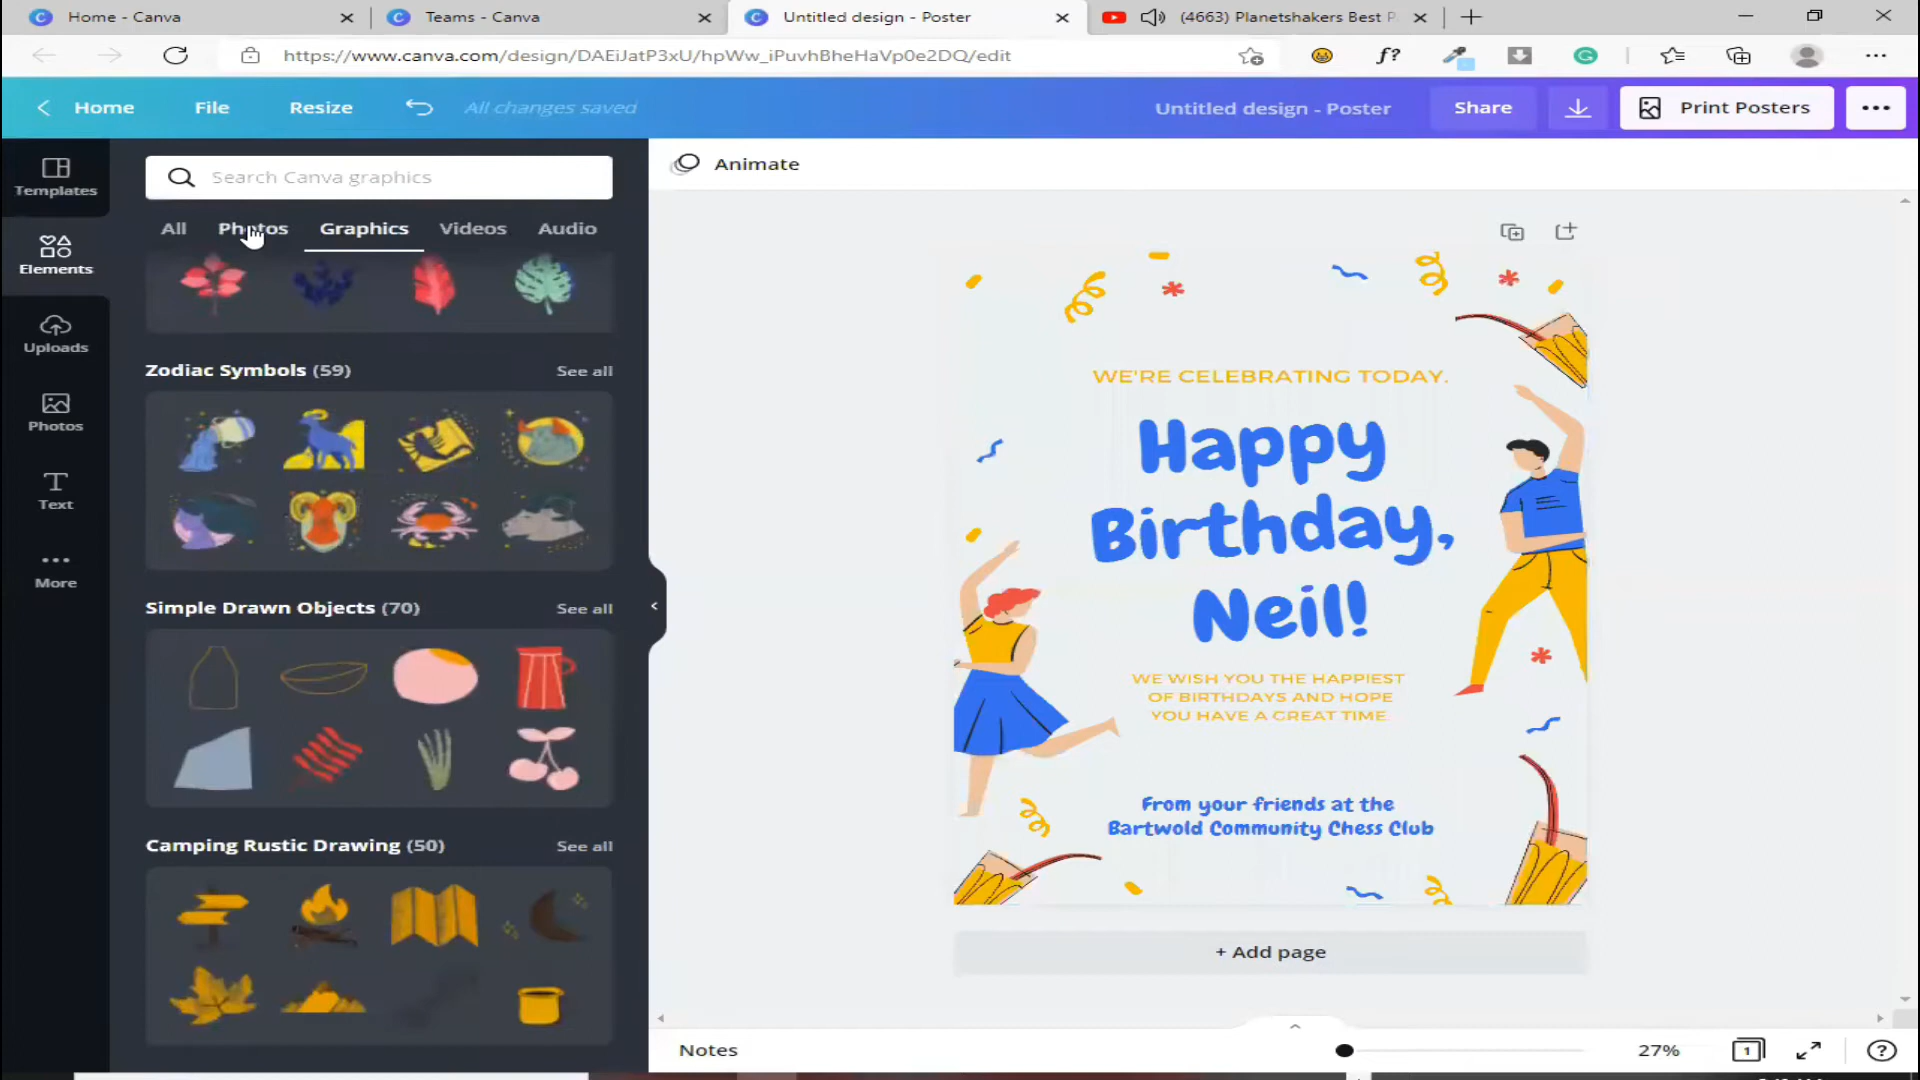 Home - Canva
Teams - Canva
Untitled design - Poster
(4663) Planetshakers Best P
https://www.canva.com/design/DAEiJatP3xU/hpWw_iPuvhBheHaVp0e2DQ/edit
f?
Home
File
Resize
All changes saved
Untitled design - Poster
Share
Print Posters
Templates
Elements
Uploads
Photos
Text
More
Search Canva graphics
All
Photos
Graphics
Videos
Audio
Zodiac Symbols (59)
See all
Simple Drawn Objects (70)
See all
Camping Rustic Drawing (50)
See all
Animate
WE'RE CELEBRATING TODAY.
Happy
Birthday,
Neil!
WE WISH YOU THE HAPPIEST
OF BIRTHDAYS AND HOPE
YOU HAVE A GREAT TIME.
From your friends at the
Bartwold Community Chess Club
+ Add page
Notes
27%
1
?